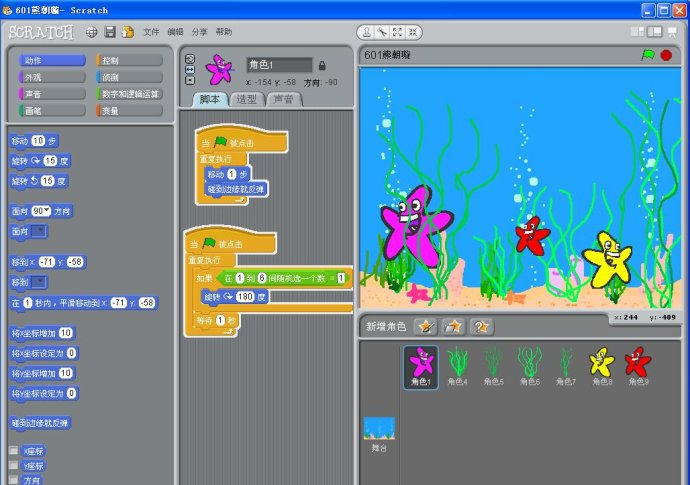 601熊朝璇- Scratch
SCRATCH
文件 编辑 分享 帮助
动作 控制
外观 侦测
声音 数字和逻辑运算
画笔 变量
移动 10 步
旋转 15 度
旋转 15 度
面向 90 方向
面向
移到 x: -71 y: -58
移到
在 1 秒内，平滑移动到 x: -71 y: -58
将x坐标增加 10
将x坐标设定为 0
将y坐标增加 10
将y坐标设定为 0
碰到边缘就反弹
x座标
y座标
方向
角色1
x: -154 y: -58 方向: -90
脚本 造型 声音
当 被点击
重复执行
移动 1 步
碰到边缘就反弹
当 被点击
重复执行
如果 在 1 到 6 间随机选一个数 = 1
旋转 180 度
等待 1 秒
601熊朝璇
x: 244 y: -409
新增角色
角色1 角色4 角色5 角色6 角色7 角色8 角色9
舞台